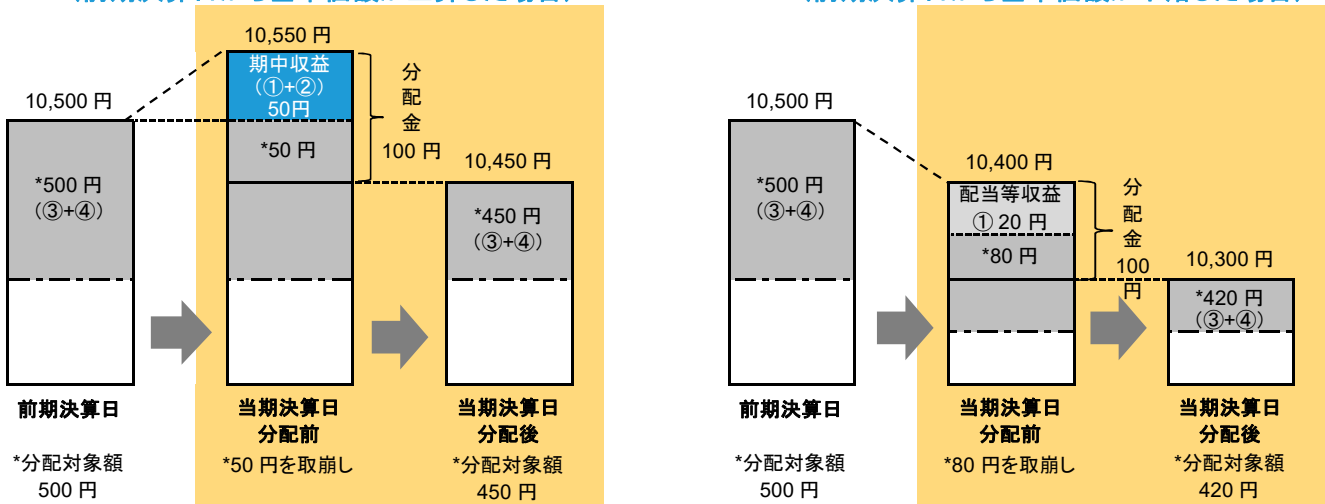 10,550 円
期中収益
（①+②）
50円
分
配
金
100 円
10,500 円
*50 円
*500 円
（③+④）
10,450 円
*450 円
（③+④）
前期決算日
当期決算日
分配前
当期決算日
分配後
*分配対象額
500 円
*50 円を取崩し
*分配対象額
450 円
10,500 円
*500 円
（③+④）
10,400 円
配当等収益
① 20 円
*80 円
分
配
金
100
円
10,300 円
*420 円
（③+④）
前期決算日
当期決算日
分配前
当期決算日
分配後
*分配対象額
500 円
*80 円を取崩し
*分配対象額
420 円